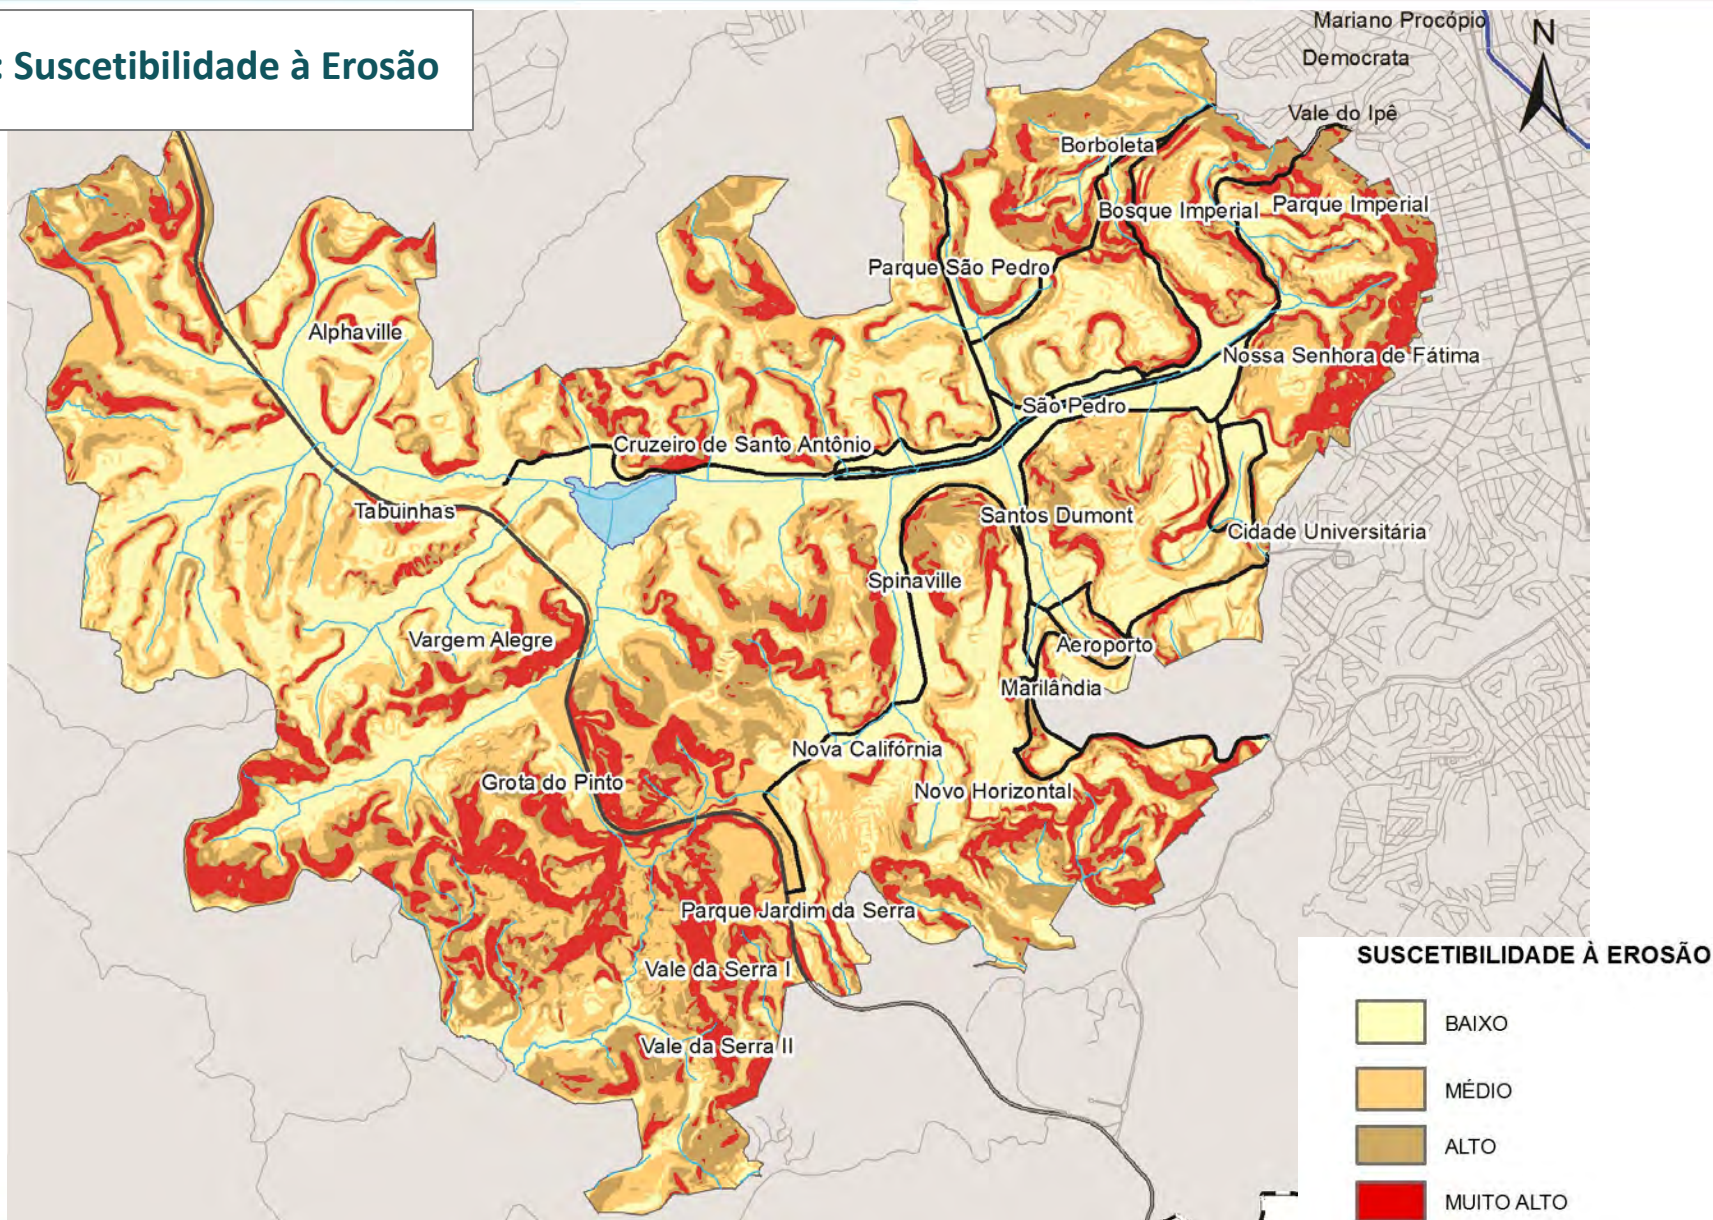 : Suscetibilidade à Erosão
Mariano Procópio
N
Democrata
Vale do Ipê
Borboleta
Bosque Imperial
Parque Imperial
Parque São Pedro
Alphaville
Nossa Senhora de Fátima
São Pedro
Cruzeiro de Santo Antônio
Tabuinhas
Santos Dumont
Cidade Universitária
Spinaville
Vargem Alegre
Aeroporto
Marilândia
Nova Califórnia
Grota do Pinto
Novo Horizontal
Parque Jardim da Serra
Vale da Serra I
Vale da Serra II
SUSCETIBILIDADE À EROSÃO
BAIXO
MÉDIO
ALTO
MUITO ALTO